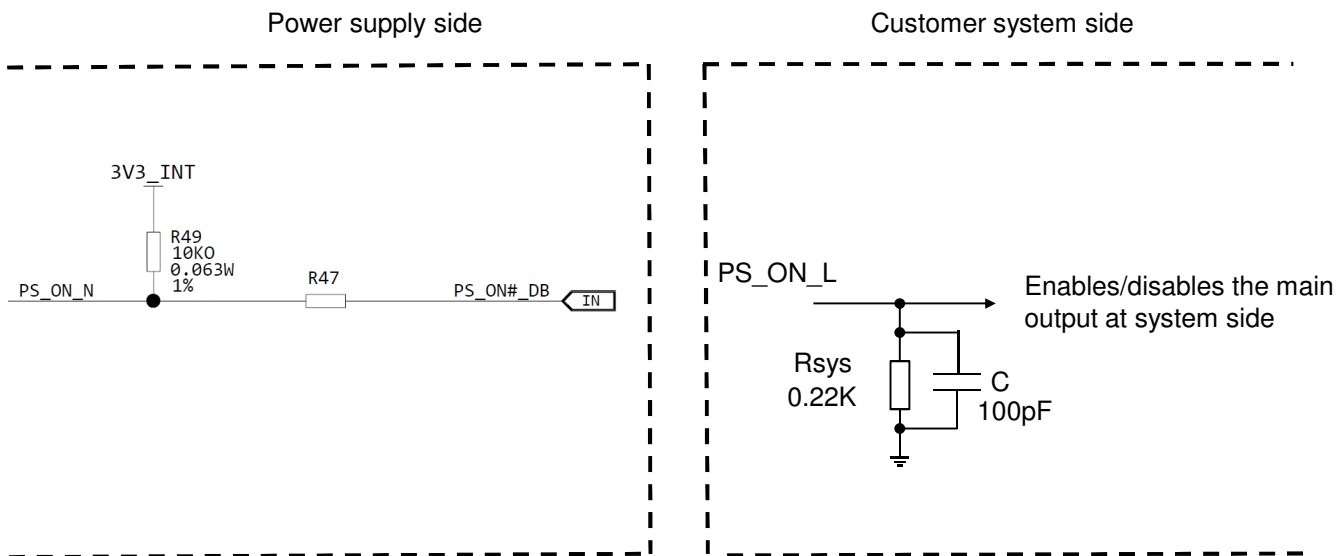 Power supply side
Customer system side
3V3_INT
R49
10KO
0.063W
1%
PS_ON_N
R47
PS_ON#_DB
IN
PS_ON_L
Enables/disables the main
output at system side
Rsys
0.22K
C
100pF